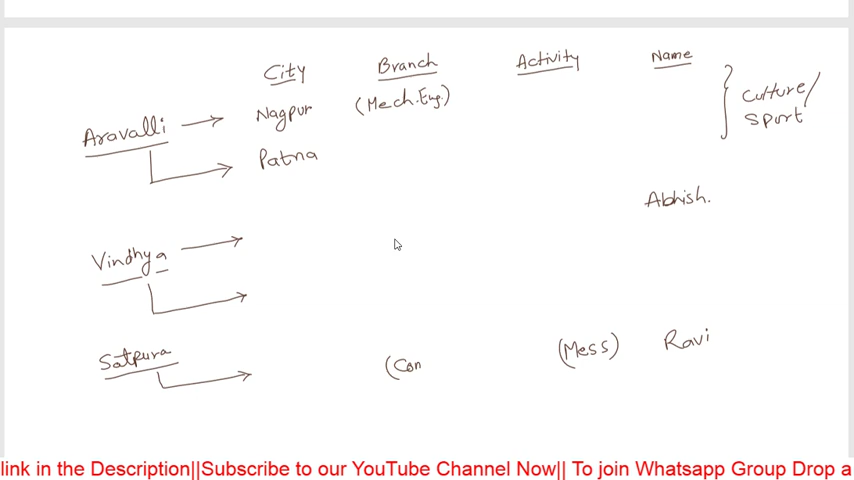 City Branch Activity Name
Aravalli Nagpur (Mech.Eng.) Culture/
Sport
Patna
Abhish.
Vindhya
Satpura (Con (Mess) Ravi
link in the Description||Subscribe to our YouTube Channel Now|| To join Whatsapp Group Drop a